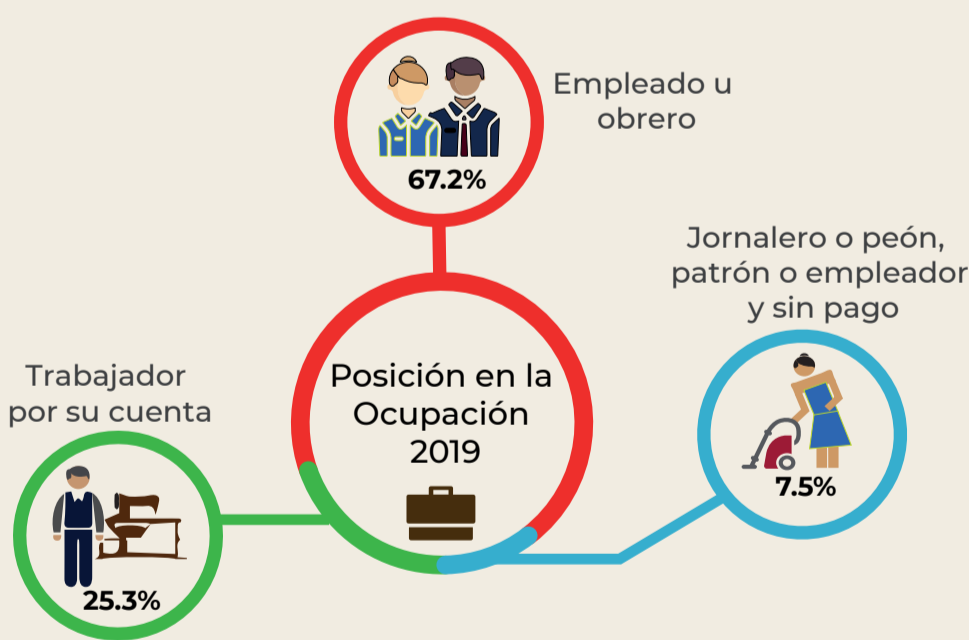 Empleado u
obrero
67.2%
Jornalero o peón,
patrón o empleador
y sin pago
7.5%
Posición en la
Ocupación
2019
Trabajador
por su cuenta
25.3%